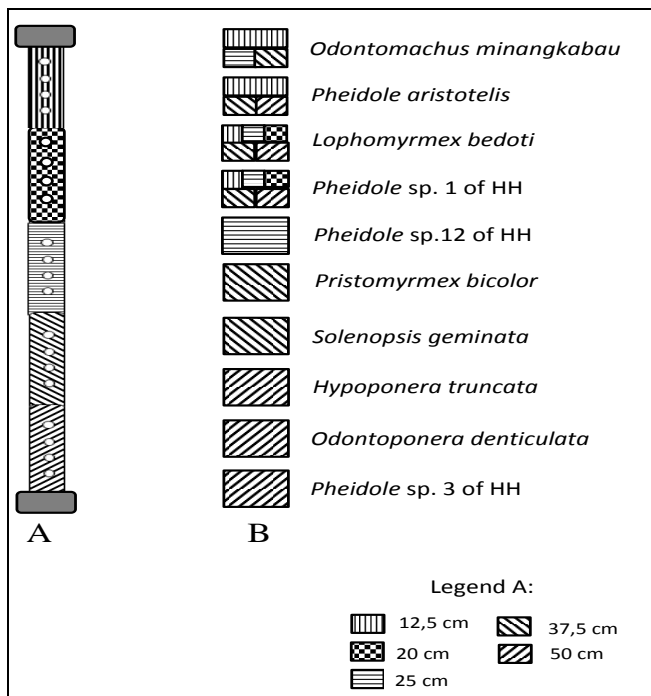 Odontomachus minangkabau
Pheidole aristotelis
Lophomyrmex bedoti
Pheidole sp. 1 of HH
Pheidole sp.12 of HH
Pristomyrmex bicolor
Solenopsis geminata
Hypoponera truncata
Odontoponera denticulata
Pheidole sp. 3 of HH
A B
Legend A:
12,5 cm 37,5 cm
20 cm 50 cm
25 cm